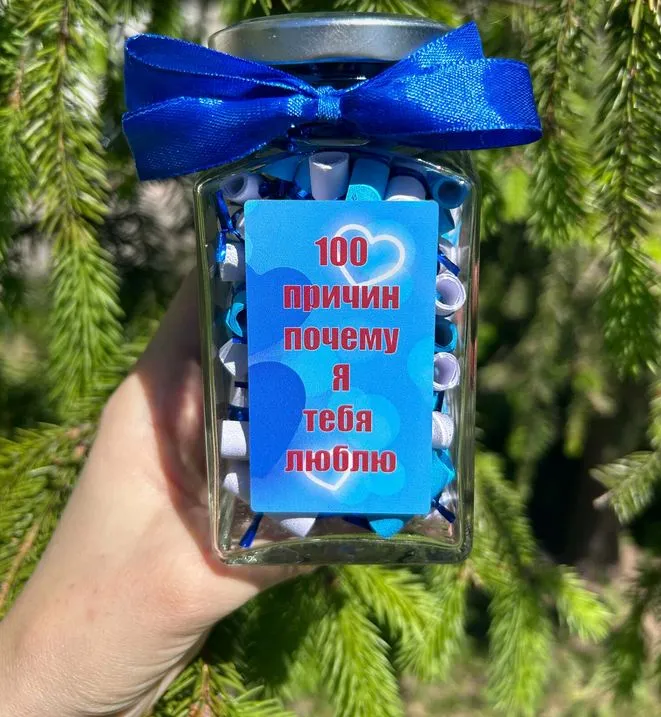 100
причин
почему
Я
тебя
люблю